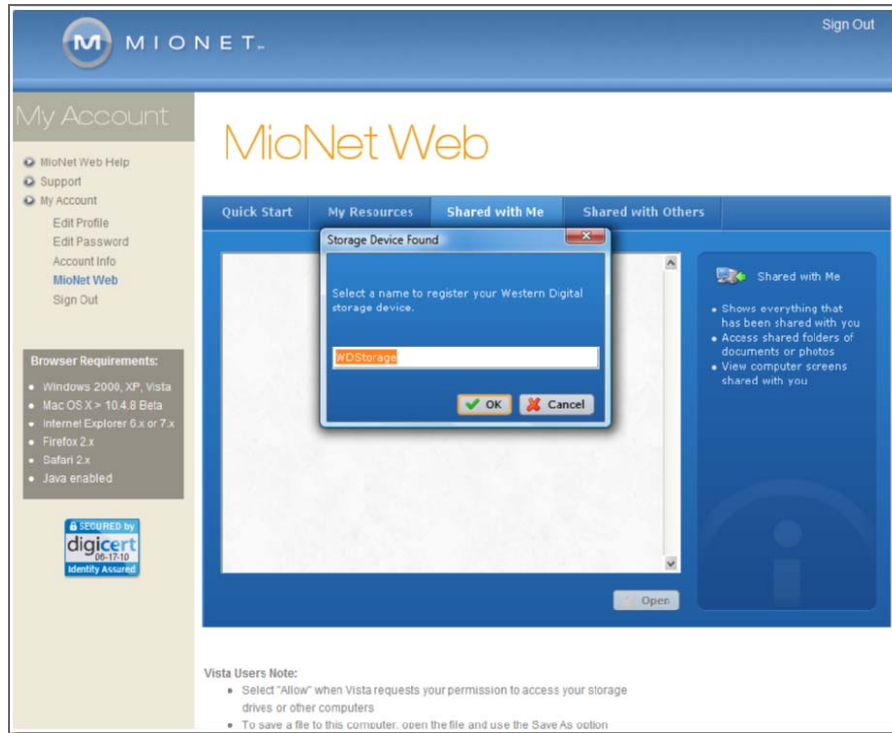 MIONET
Sign Out
My Account
MioNet Web Help
Support
My Account
Edit Profile
Edit Password
Account Info
MioNet Web
Sign Out
Browser Requirements:
Windows 2000, XP, Vista
Mac OS X > 10.4.8 Beta
Internet Explorer 6.x or 7.x
Firefox 2.x
Safari 2.x
Java enabled
SECURED by
digicert
06-17-10
Identity Assured
MioNet Web
Quick Start
My Resources
Shared with Me
Shared with Others
Storage Device Found
Select a name to register your Western Digital
storage device.
WDStorage
OK
Cancel
Shared with Me
Shows everything that
has been shared with you
Access shared folders of
documents or photos
View computer screens
shared with you
Open
Vista Users Note:
Select "Allow" when Vista requests your permission to access your storage
drives or other computers
To save a file to this computer, open the file and use the Save As option